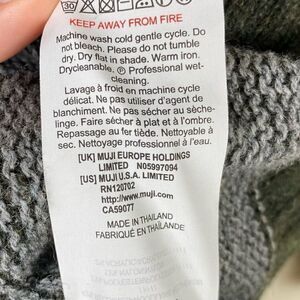 30
KEEP AWAY FROM FIRE
Machine wash cold gentle cycle. Do
not bleach. Please do not tumble
dry. Dry flat in shade. Warm iron.
Drycleanable. Ⓟ Professional wet-
cleaning.
Lavage à froid en machine cycle
délicat. Ne pas utiliser d'agent de
blanchiment. Ne pas sécher au sèche-
linge. Faire sécher à plat et à l'ombre.
Repassage au fer tiède. Nettoyable à
sec. Nettoyage professionnel à l'eau.
[UK] MUJI EUROPE HOLDINGS
LIMITED N05997094
[US] MUJI U.S.A. LIMITED
RN120702
http://www.muji.com
CA59077
MADE IN THAILAND
FABRIQUÉ EN THAÏLANDE